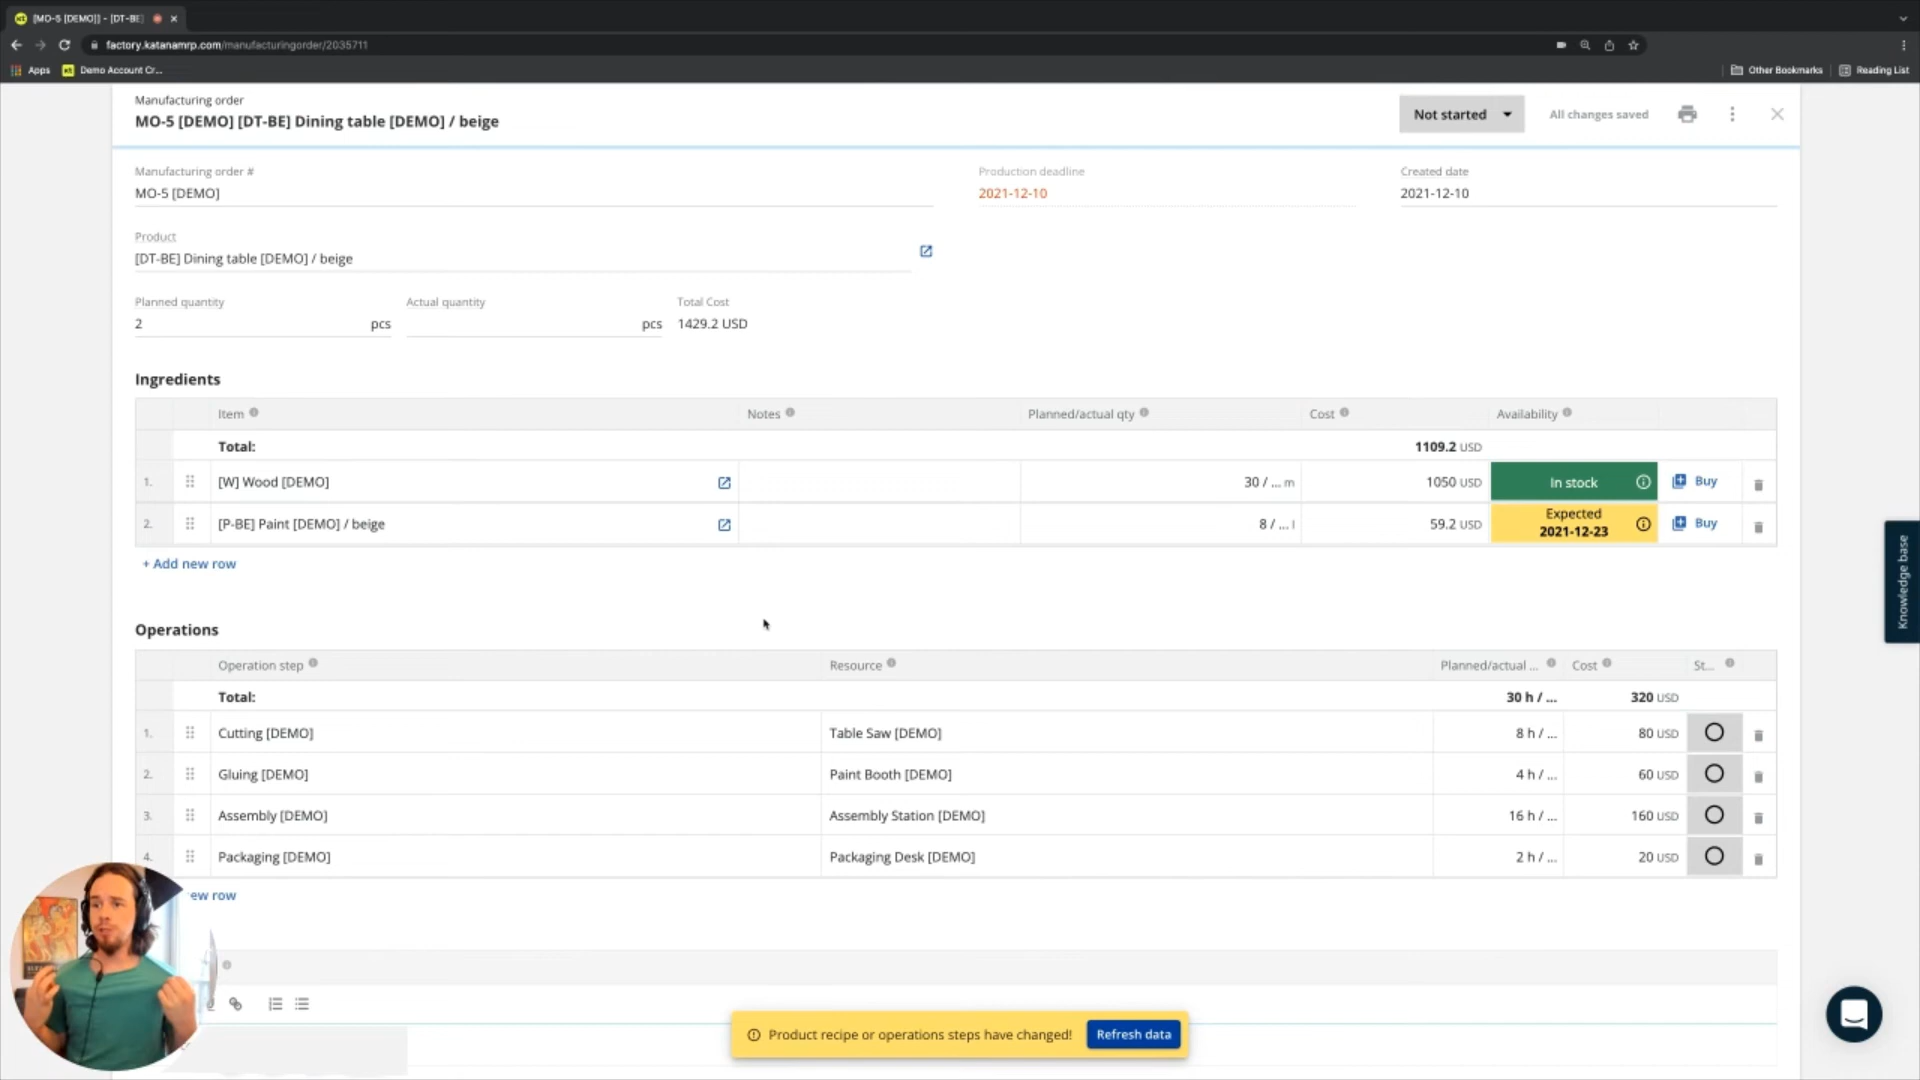 [MO-5 [DEMO]] - [DT-BE]
factory.katanamrp.com/manufacturingorder/2035711
Apps
Demo Account Cr...
Other Bookmarks
Reading List
Manufacturing order
MO-5 [DEMO] [DT-BE] Dining table [DEMO] / beige
Not started
All changes saved
Manufacturing order #
Production deadline
Created date
MO-5 [DEMO]
2021-12-10
2021-12-10
Product
[DT-BE] Dining table [DEMO] / beige
Planned quantity
Actual quantity
Total Cost
2 pcs
pcs
1429.2 USD
Ingredients
Item
Notes
Planned/actual qty
Cost
Availability
Total:
1109.2 USD
1. [W] Wood [DEMO] 30 / ... m 1050 USD In stock Buy
2. [P-BE] Paint [DEMO] / beige 8 / ... l 59.2 USD Expected 2021-12-23 Buy
+ Add new row
Knowledge base
Operations
Operation step
Resource
Planned/actual ...
Cost
St...
Total: 30 h / ... 320 USD
1. Cutting [DEMO] Table Saw [DEMO] 8 h / ... 80 USD
2. Gluing [DEMO] Paint Booth [DEMO] 4 h / ... 60 USD
3. Assembly [DEMO] Assembly Station [DEMO] 16 h / ... 160 USD
4. Packaging [DEMO] Packaging Desk [DEMO] 2 h / ... 20 USD
ew row
Product recipe or operations steps have changed!
Refresh data